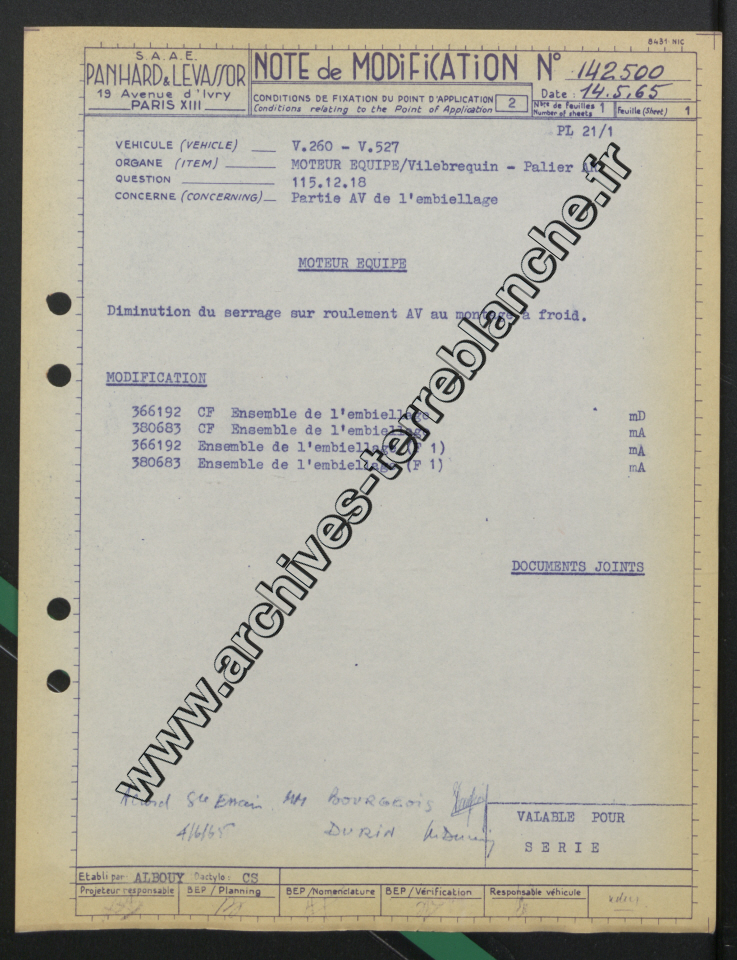 8431·NIC
S.A.A.E.
PANHARD & LEVASSOR
19 Avenue d'Ivry
PARIS XIII
NOTE de MODIFICATION N° 142500
Date: 14.5.65
CONDITIONS DE FIXATION DU POINT D'APPLICATION
Conditions relating to the Point of Application
2
Nbre de feuilles 1
Number of sheets
Feuille (Sheet) 1
PL 21/1
VEHICULE (VEHICLE) V.260 - V.527
ORGANE (ITEM) MOTEUR EQUIPE/Vilebrequin - Palier AR
QUESTION 115.12.18
CONCERNE (CONCERNING) Partie AV de l'embiellage
MOTEUR EQUIPE
Diminution du serrage sur roulement AV au montage à froid.
MODIFICATION
366192 CF Ensemble de l'embiellage mD
380683 CF Ensemble de l'embiellage mA
366192 Ensemble de l'embiellage (F 1) mA
380683 Ensemble de l'embiellage (F 1) mA
DOCUMENTS JOINTS
www.archives-terreblanche.fr
Accord MM BOURGEOIS
4/6/65 DURIN
VALABLE POUR
SERIE
Etabli par: ALBOUY Dactylo: CS
Projeteur responsable
BEP / Planning
BEP / Nomenclature
BEP / Vérification
Responsable véhicule